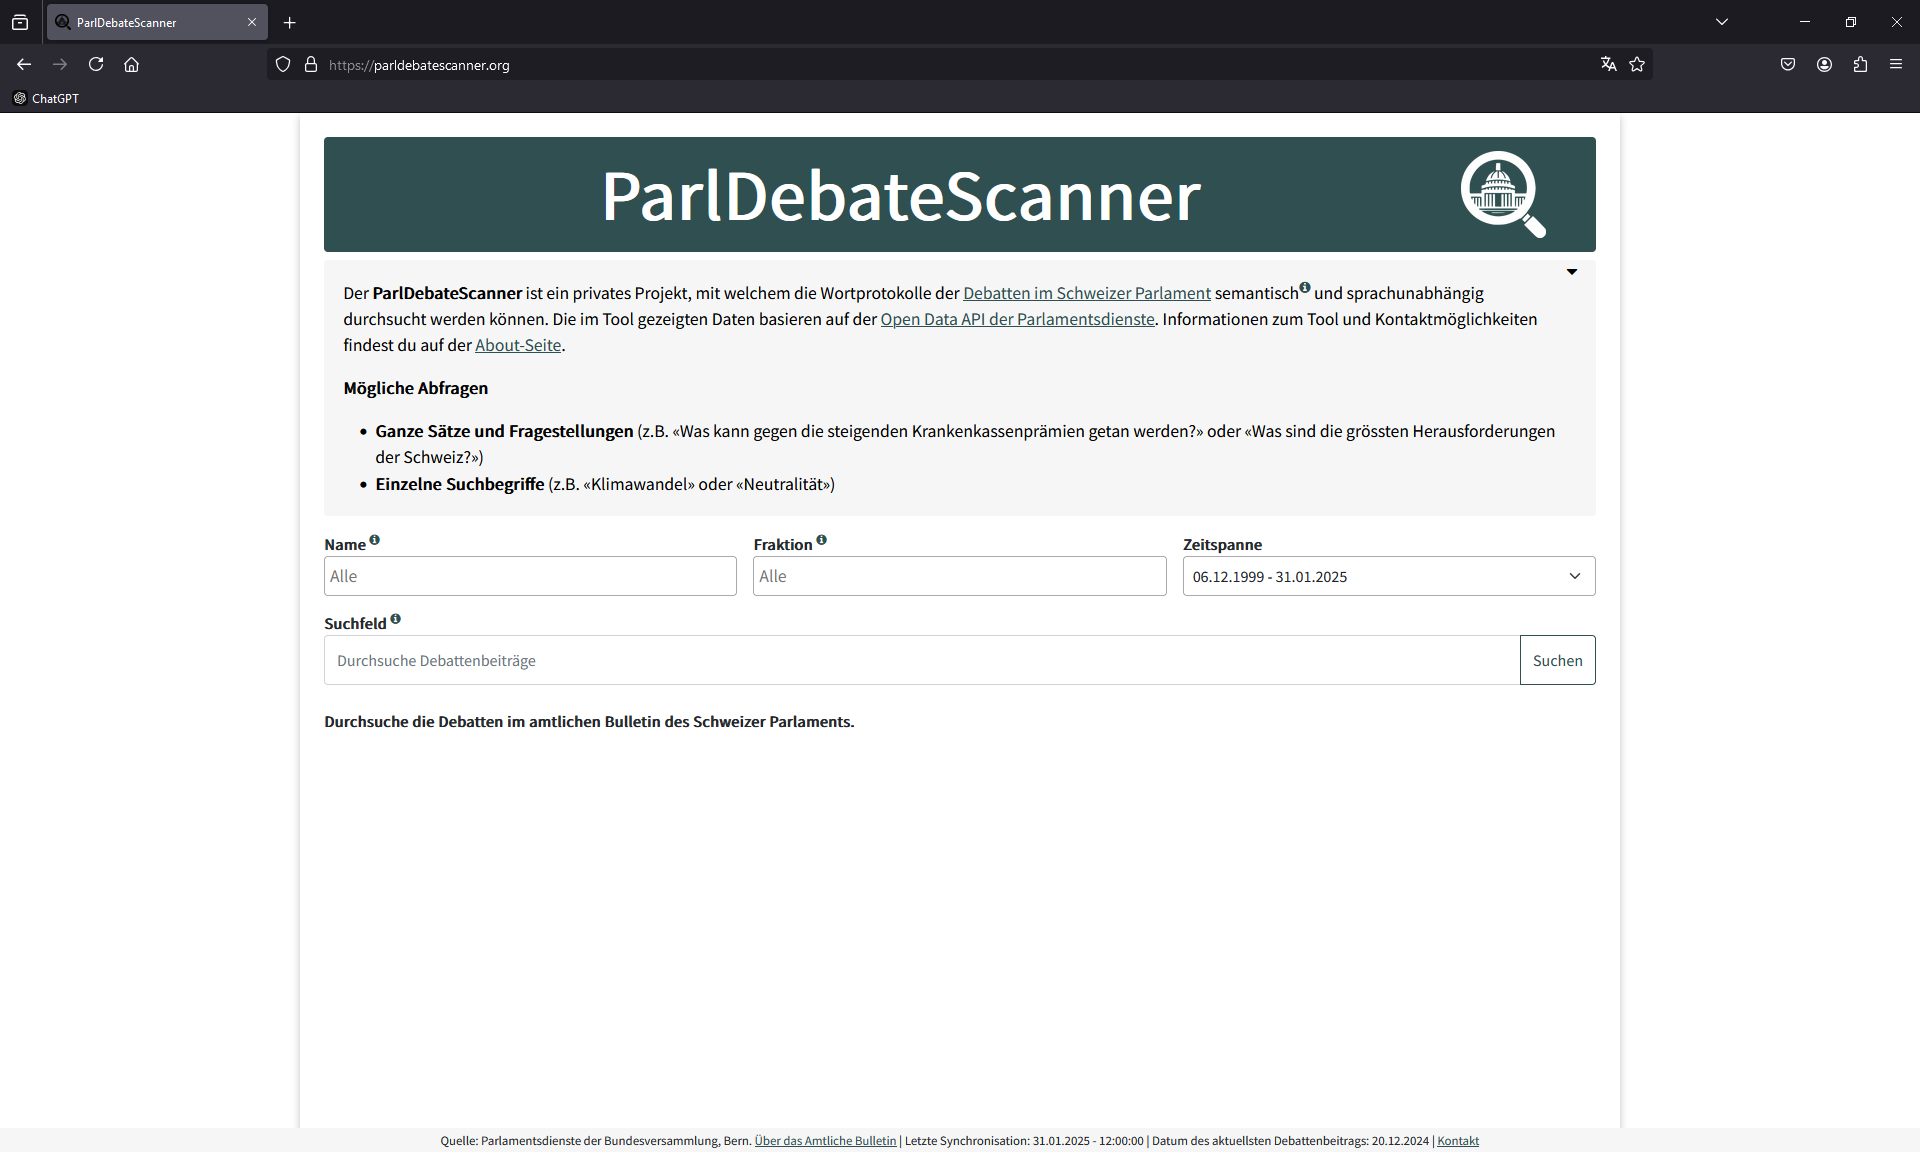 ParlDebateScanner
https://parldebatescanner.org
ChatGPT
ParlDebateScanner
Der ParlDebateScanner ist ein privates Projekt, mit welchem die Wortprotokolle der Debatten im Schweizer Parlament semantisch und sprachunabhängig
durchsucht werden können. Die im Tool gezeigten Daten basieren auf der Open Data API der Parlamentsdienste. Informationen zum Tool und Kontaktmöglichkeiten
findest du auf der About-Seite.
Mögliche Abfragen
• Ganze Sätze und Fragestellungen (z.B. «Was kann gegen die steigenden Krankenkassenprämien getan werden?» oder «Was sind die grössten Herausforderungen
der Schweiz?»)
• Einzelne Suchbegriffe (z.B. «Klimawandel» oder «Neutralität»)
Name Fraktion Zeitspanne
Alle Alle 06.12.1999 - 31.01.2025
Suchfeld
Durchsuche Debattenbeiträge Suchen
Durchsuche die Debatten im amtlichen Bulletin des Schweizer Parlaments.
Quelle: Parlamentsdienste der Bundesversammlung, Bern. Über das Amtliche Bulletin | Letzte Synchronisation: 31.01.2025 - 12:00:00 | Datum des aktuellsten Debattenbeitrags: 20.12.2024 | Kontakt